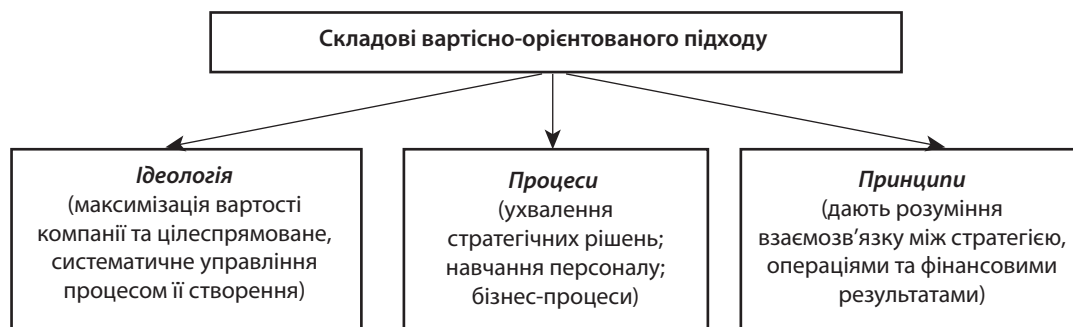 Складові вартісно-орієнтованого підходу
Ідеологія
(максимізація вартості
компанії та цілеспрямоване,
систематичне управління
процесом її створення)
Процеси
(ухвалення
стратегічних рішень;
навчання персоналу;
бізнес-процеси)
Принципи
(дають розуміння
взаємозв'язку між стратегією,
операціями та фінансовими
результатами)